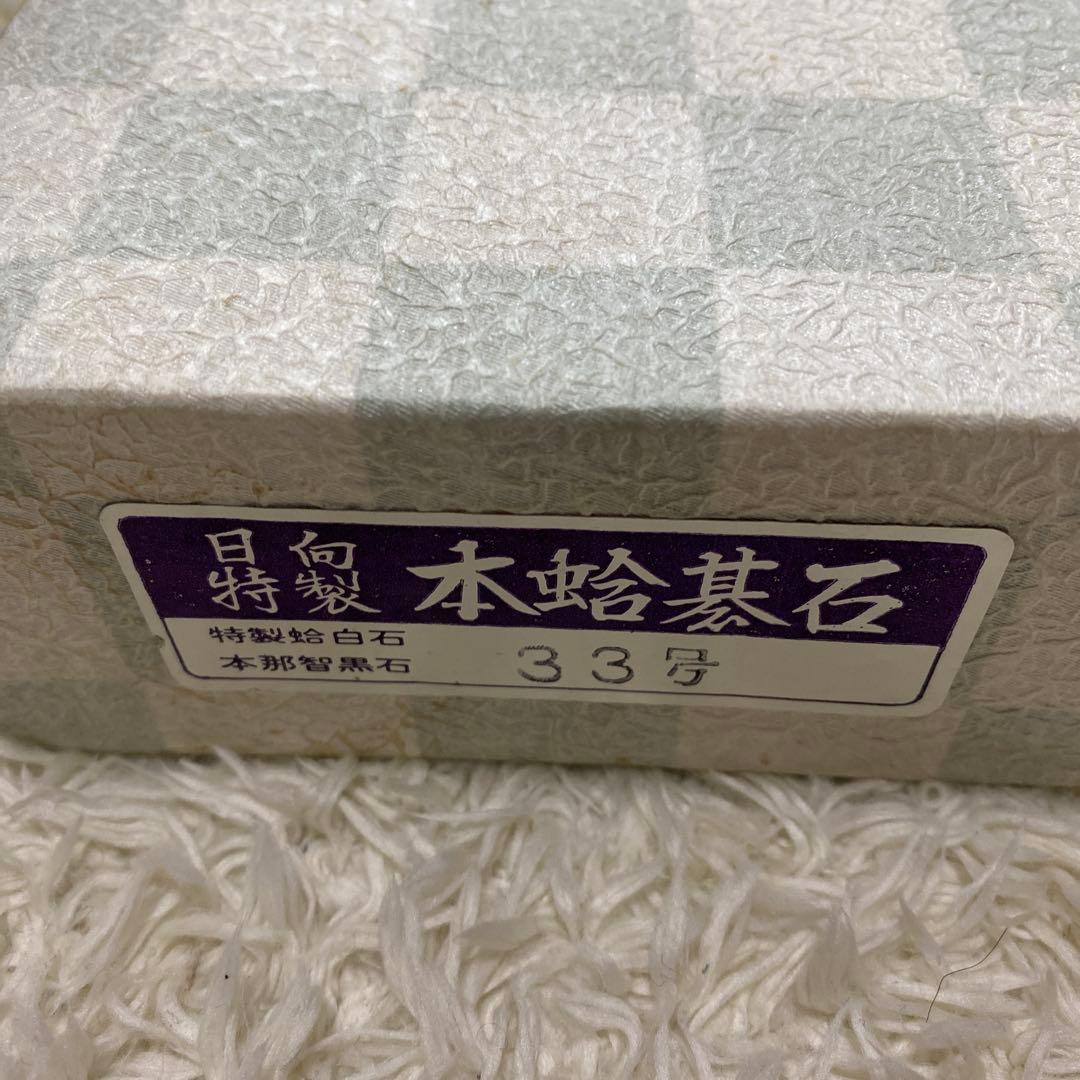 日向
特製
本蛤碁石
特製蛤白石
本那智黒石
33号